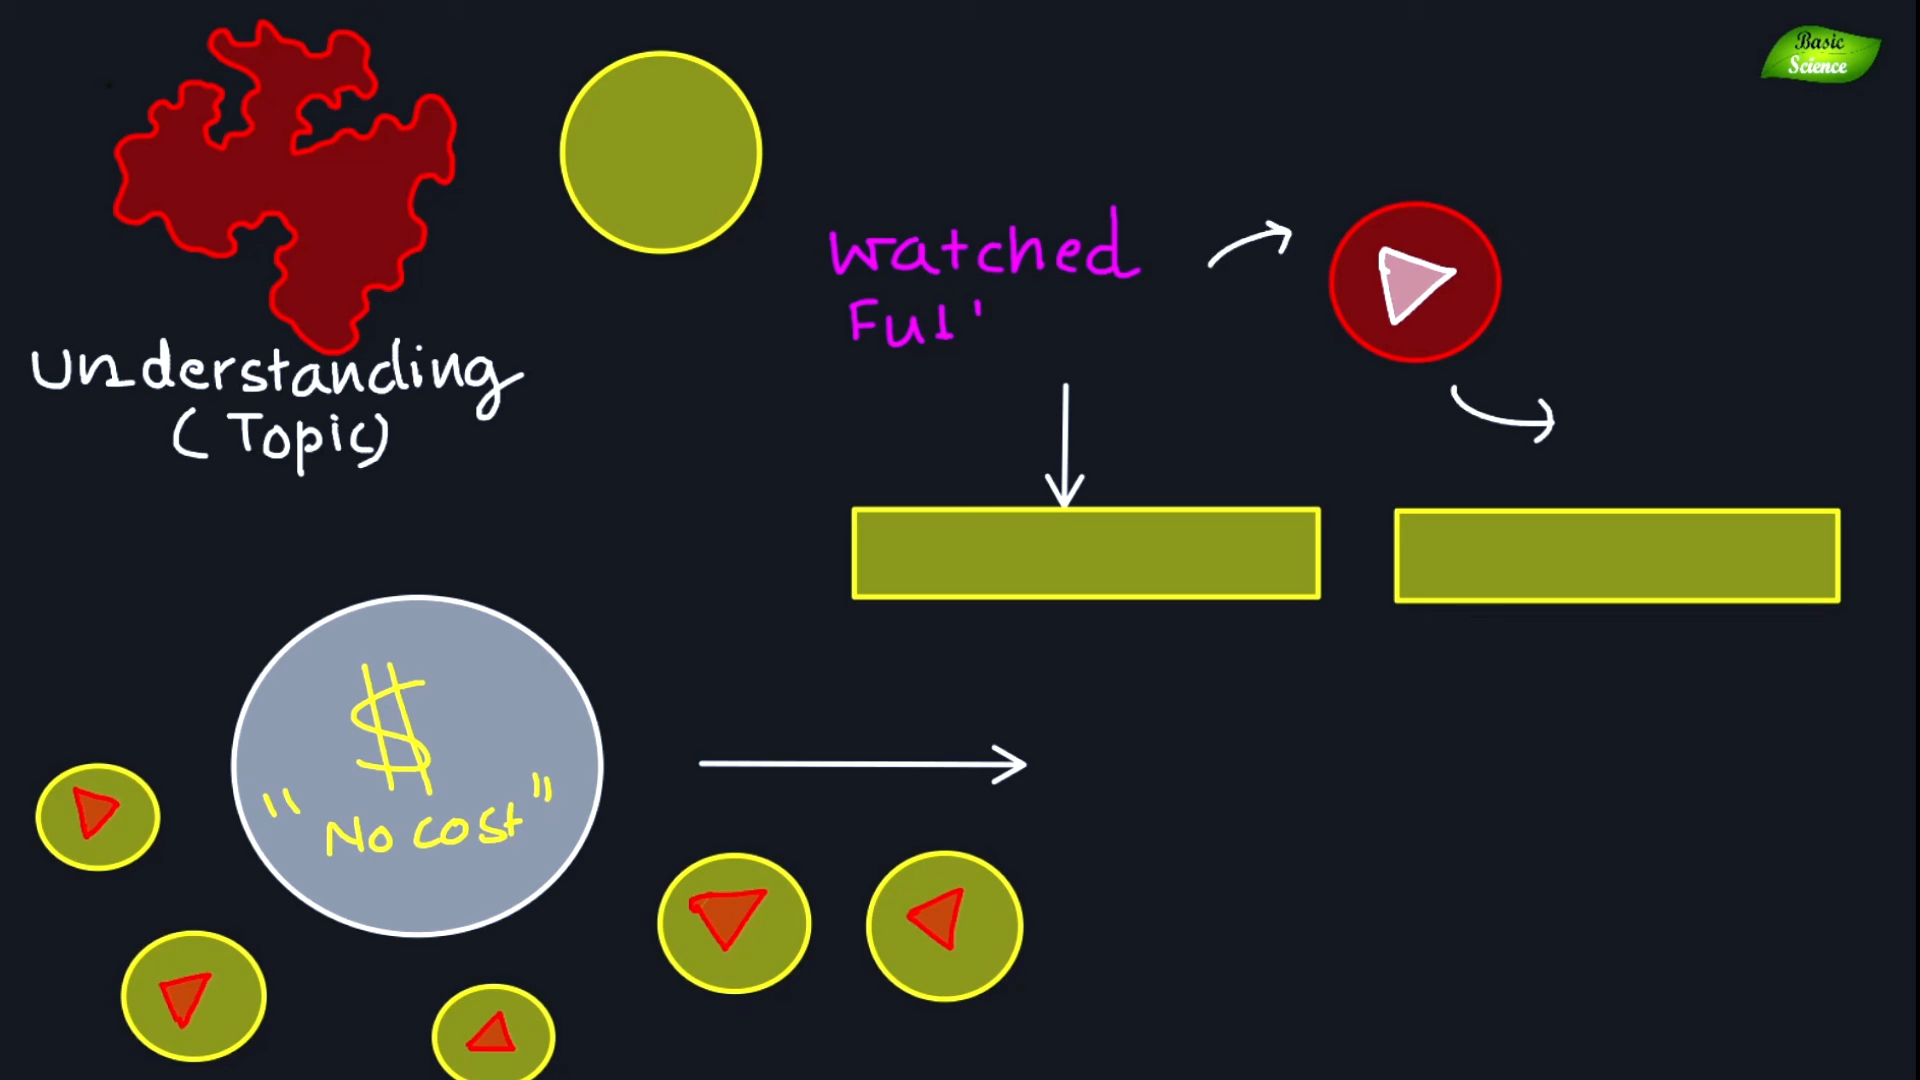 Basic
Science
Watched
Ful
Understanding
(Topic)
$
"No cost"